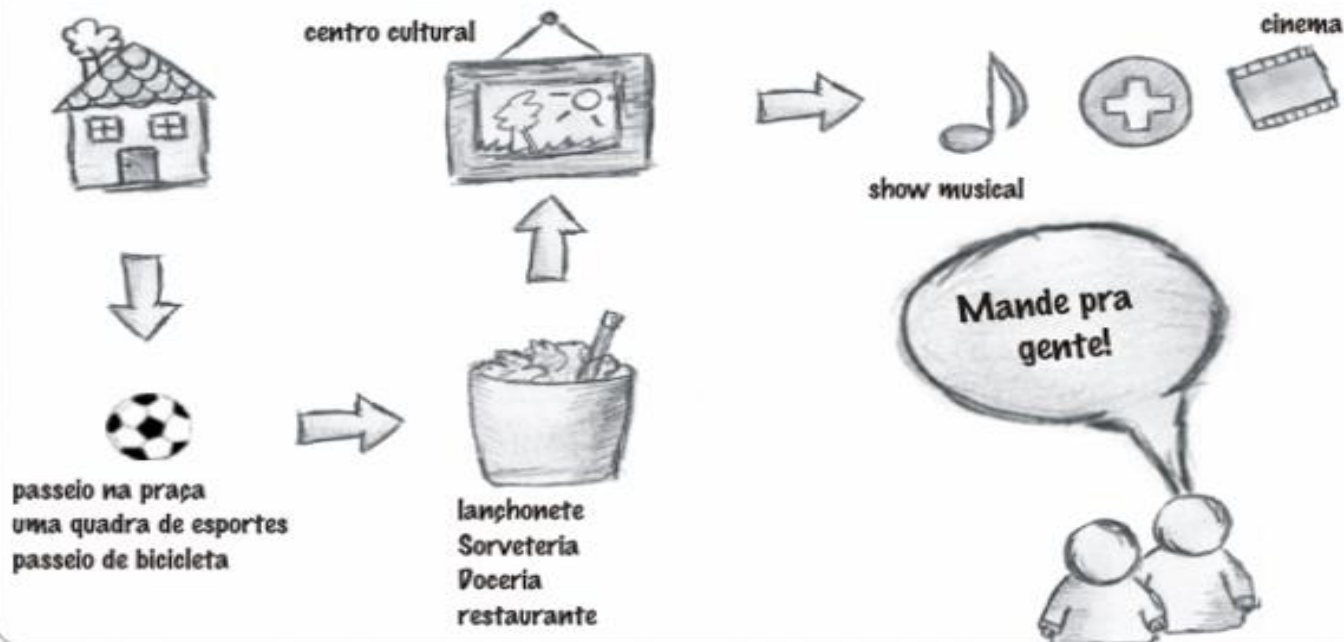 centro cultural
cinema
show musical
Mande pra
gente!
passeio na praça
uma quadra de esportes
passeio de bicicleta
lançhonete
Sorveteria
Doceria
restaurante